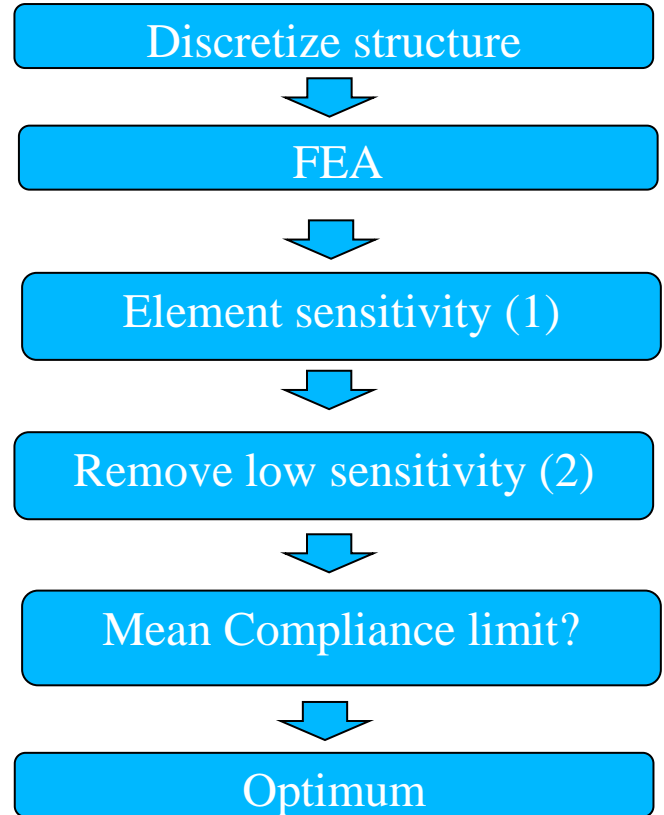 Discretize structure
FEA
Element sensitivity (1)
Remove low sensitivity (2)
Mean Compliance limit?
Optimum